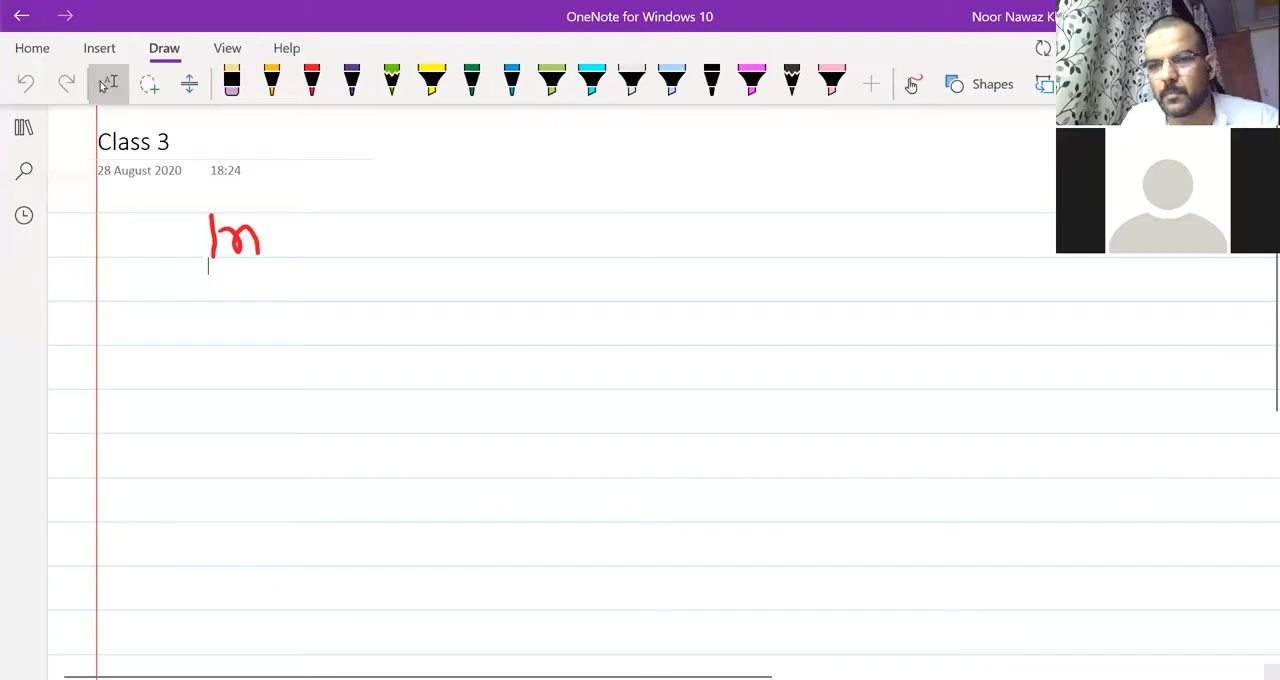 OneNote for Windows 10
Noor Nawaz K
Home Insert Draw View Help
Shapes
Class 3
28 August 2020 18:24